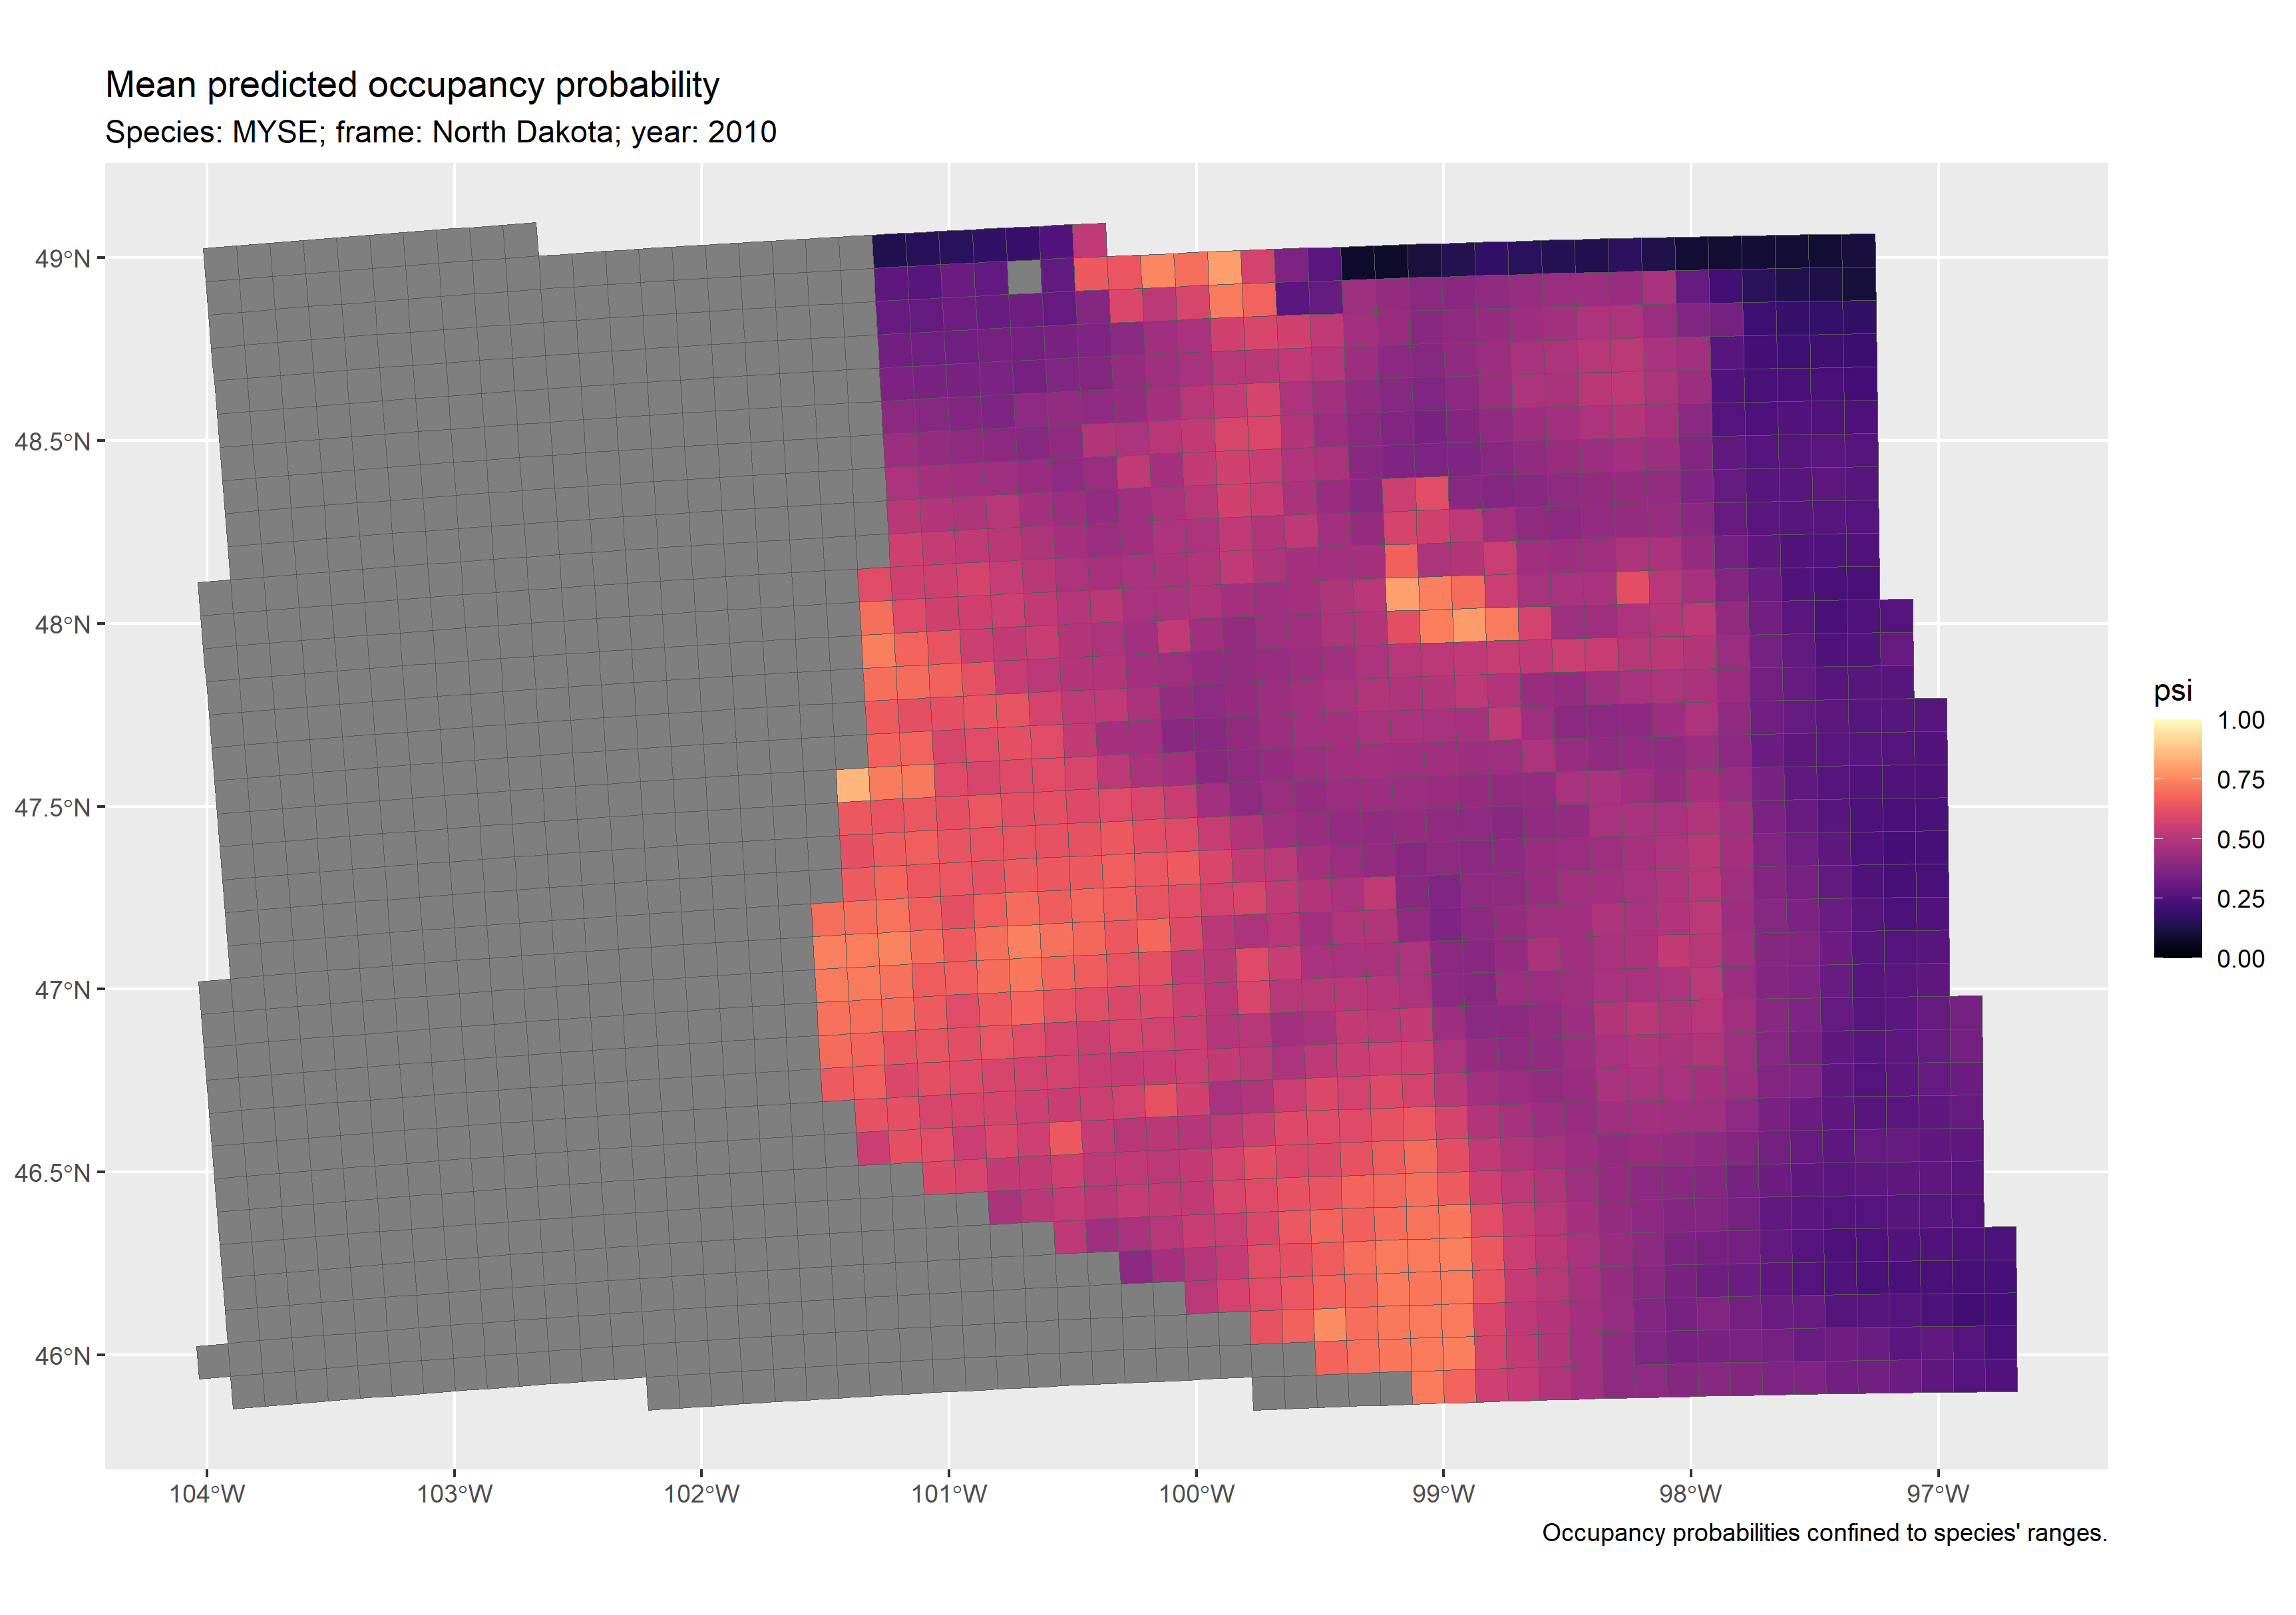 Mean predicted occupancy probability
Species: MYSE; frame: North Dakota; year: 2010
49°N
48.5°N
48°N
47.5°N
47°N
46.5°N
46°N
104°W 103°W 102°W 101°W 100°W 99°W 98°W 97°W
psi
1.00
0.75
0.50
0.25
0.00
Occupancy probabilities confined to species' ranges.